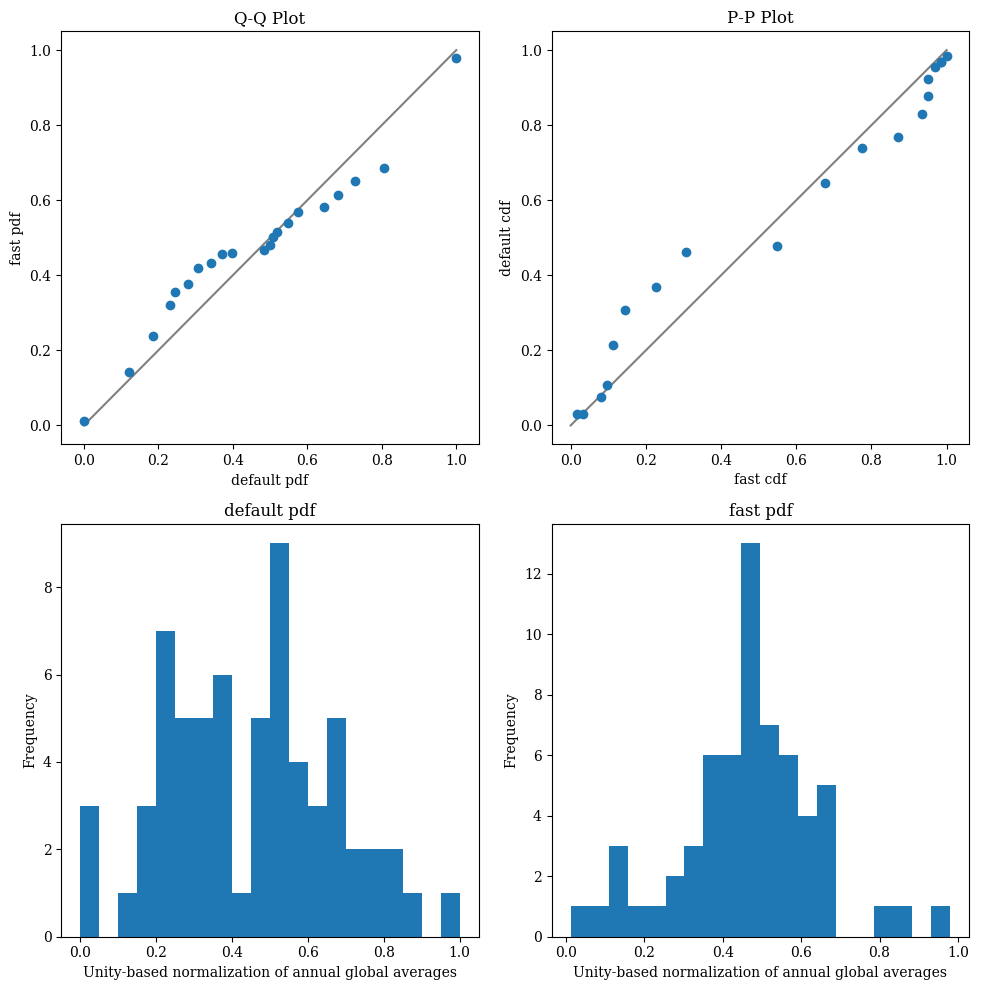 Q-Q Plot
1.0
0.8
0.6
0.4
0.2
0.0
fast pdf
0.0 0.2 0.4 0.6 0.8 1.0
default pdf
P-P Plot
1.0
0.8
0.6
0.4
0.2
0.0
default cdf
0.0 0.2 0.4 0.6 0.8 1.0
fast cdf
default pdf
8
6
4
2
0
Frequency
0.0 0.2 0.4 0.6 0.8 1.0
Unity-based normalization of annual global averages
fast pdf
12
10
8
6
4
2
0
Frequency
0.0 0.2 0.4 0.6 0.8 1.0
Unity-based normalization of annual global averages